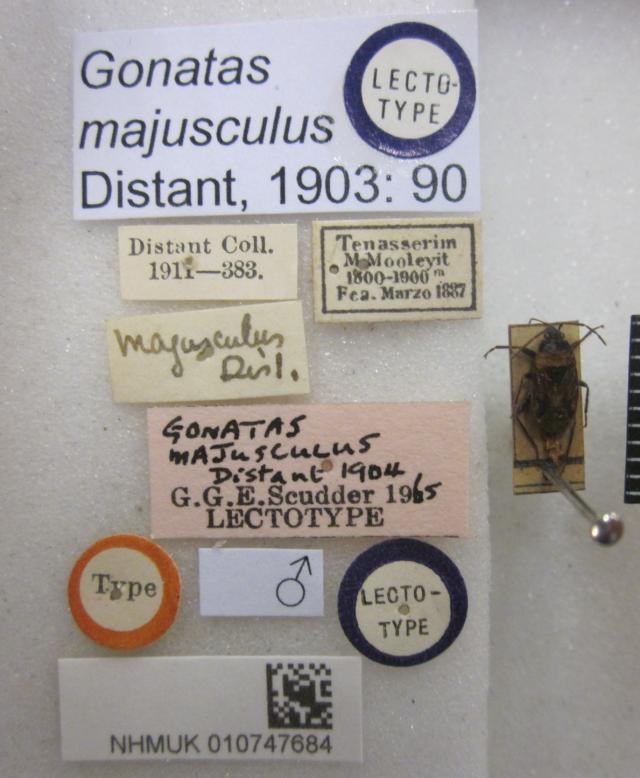 Gonatas
majusculus
Distant, 1903: 90
LECTO-
TYPE
Distant Coll.
1911—383.
Tenasserim
M. Mooleyit
1800-1900 m
Fea. Marzo 1887
majusculus
Dist.
GONATAS
MAJUSCULUS
Distant 1904
G.G.E.Scudder 1965
LECTOTYPE
Type
♂
LECTO-
TYPE
NHMUK 010747684